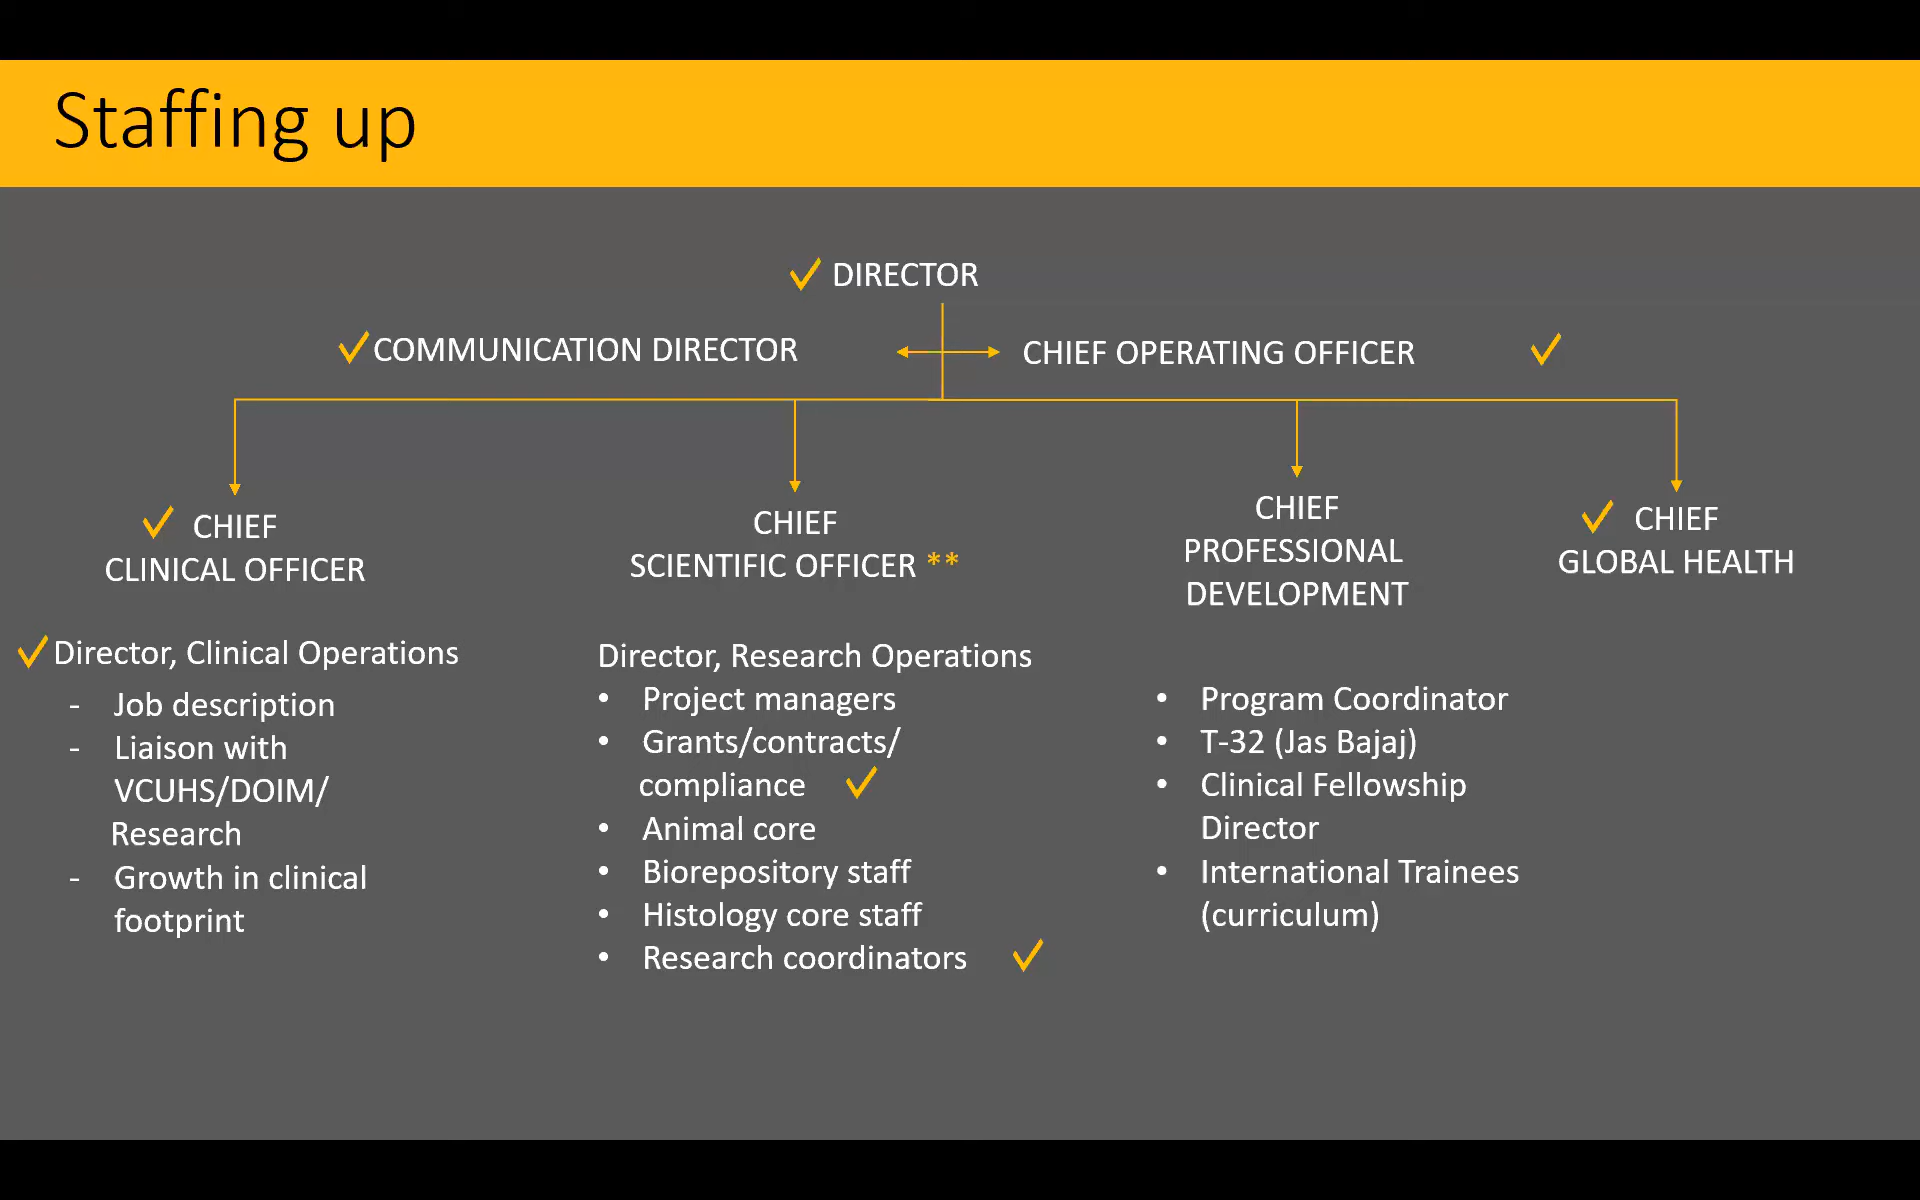 Staffing up
✓ DIRECTOR
✓ COMMUNICATION DIRECTOR
CHIEF OPERATING OFFICER ✓
✓ CHIEF
CLINICAL OFFICER
✓ Director, Clinical Operations
- Job description
- Liaison with
VCUHS/DOIM/
Research
- Growth in clinical
footprint
CHIEF
SCIENTIFIC OFFICER **
Director, Research Operations
• Project managers
• Grants/contracts/
compliance ✓
• Animal core
• Biorepository staff
• Histology core staff
• Research coordinators ✓
CHIEF
PROFESSIONAL
DEVELOPMENT
• Program Coordinator
• T-32 (Jas Bajaj)
• Clinical Fellowship
Director
• International Trainees
(curriculum)
✓ CHIEF
GLOBAL HEALTH